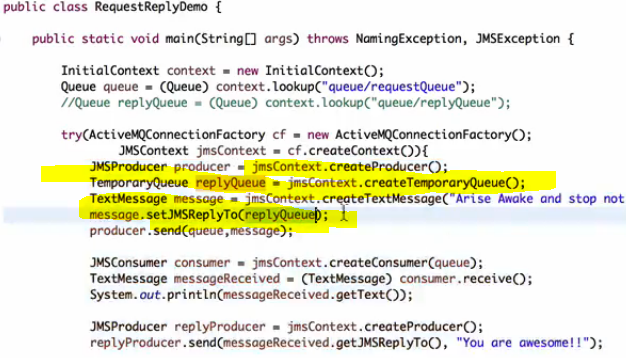 public class RequestReplyDemo {
public static void main(String[] args) throws NamingException, JMSException {
InitialContext context = new InitialContext();
Queue queue = (Queue) context.lookup("queue/requestQueue");
//Queue replyQueue = (Queue) context.lookup("queue/replyQueue");
try(ActiveMQConnectionFactory cf = new ActiveMQConnectionFactory();
JMSContext jmsContext = cf.createContext()){
JMSProducer producer = jmsContext.createProducer();
TemporaryQueue replyQueue = jmsContext.createTemporaryQueue();
TextMessage message = jmsContext.createTextMessage("Arise Awake and stop not
message.setJMSReplyTo(replyQueue);
producer.send(queue,message);
JMSConsumer consumer = jmsContext.createConsumer(queue);
TextMessage messageReceived = (TextMessage) consumer.receive();
System.out.println(messageReceived.getText());
JMSProducer replyProducer = jmsContext.createProducer();
replyProducer.send(messageReceived.getJMSReplyTo(), "You are awesome!!");